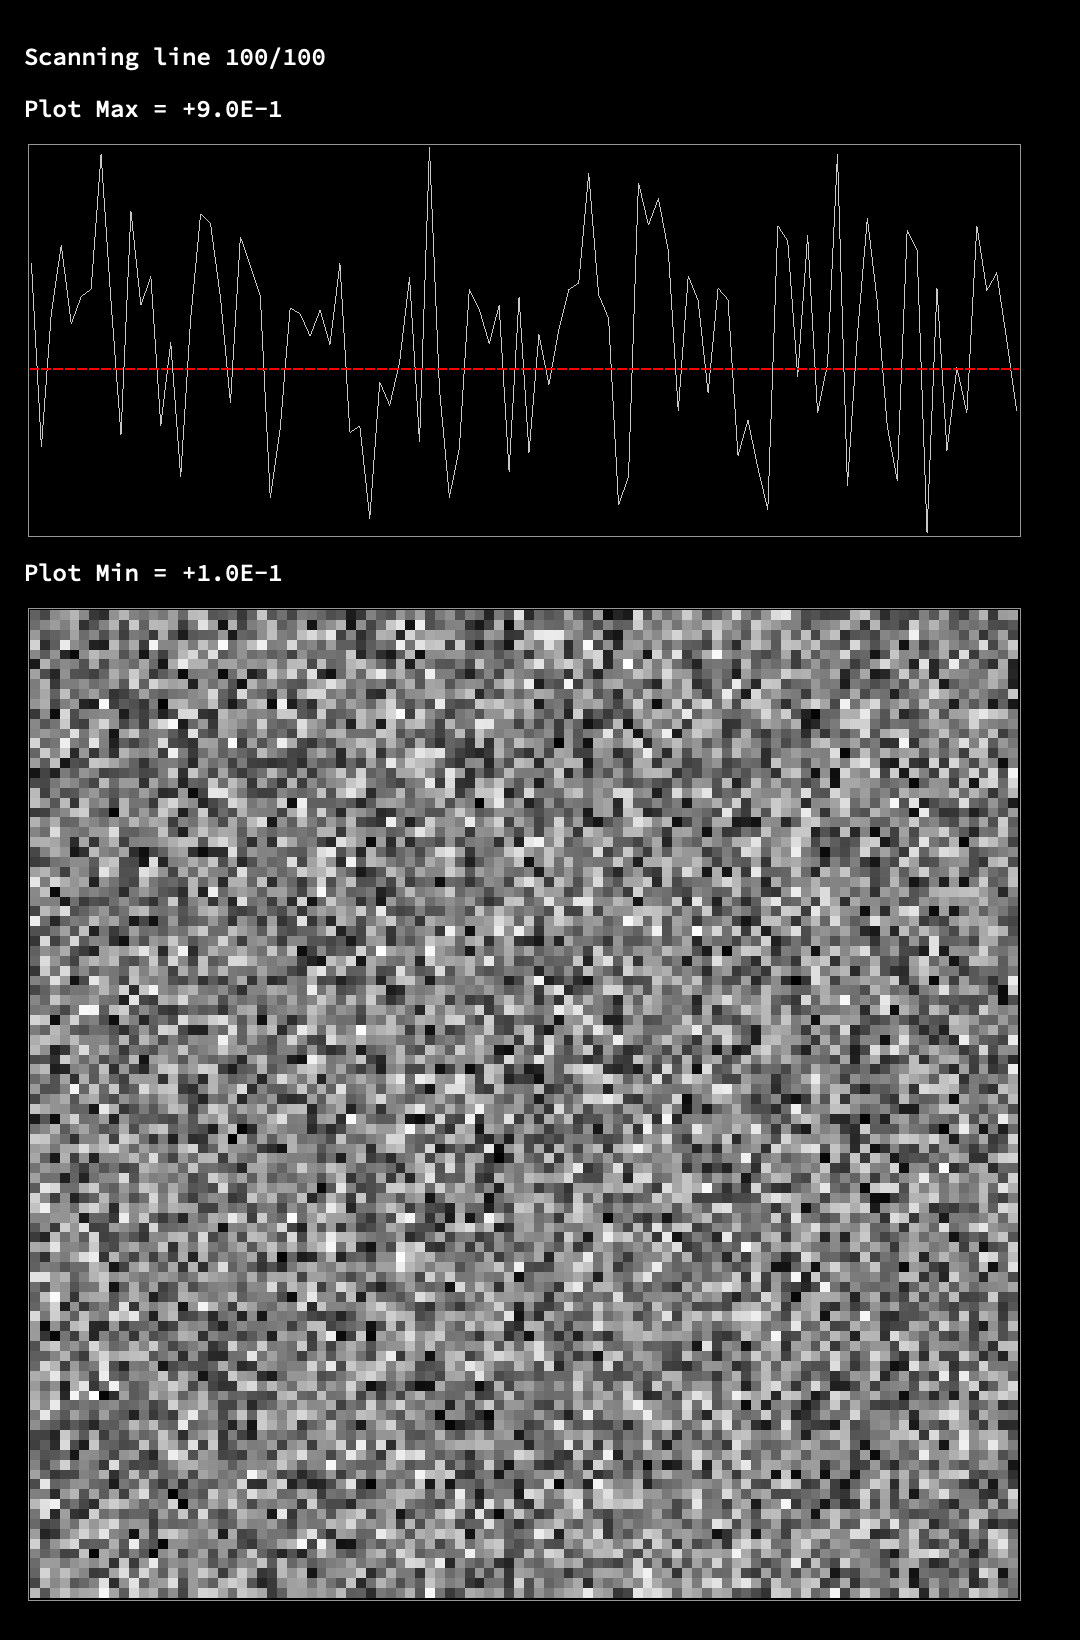 Scanning line 100/100
Plot Max = +9.0E-1
Plot Min = +1.0E-1